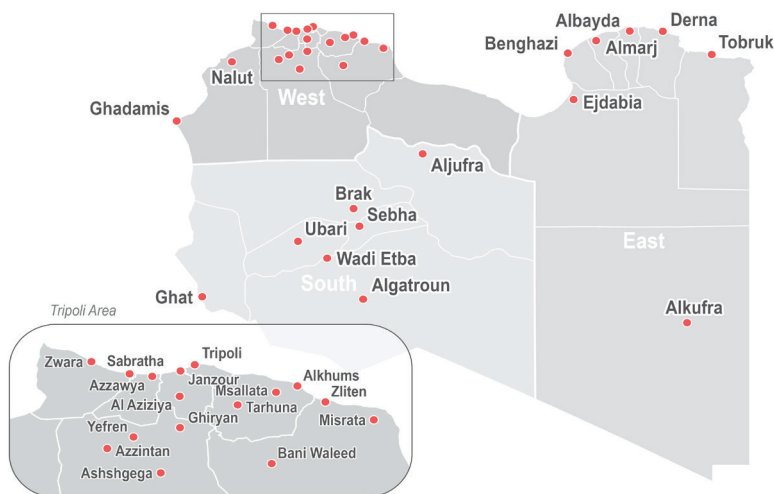 Albayda
Derna
Benghazi
Almarj
Tobruk
Nalut
West
Ejdabia
Ghadamis
Aljufra
Brak
Sebha
Ubari
East
Wadi Etba
South
Algatroun
Ghat
Alkufra
Tripoli Area
Tripoli
Zwara
Sabratha
Janzour
Alkhums
Azzawya
Msallata
Zliten
Al Aziziya
Tarhuna
Ghiryan
Misrata
Yefren
Azzintan
Bani Waleed
Ashshgega